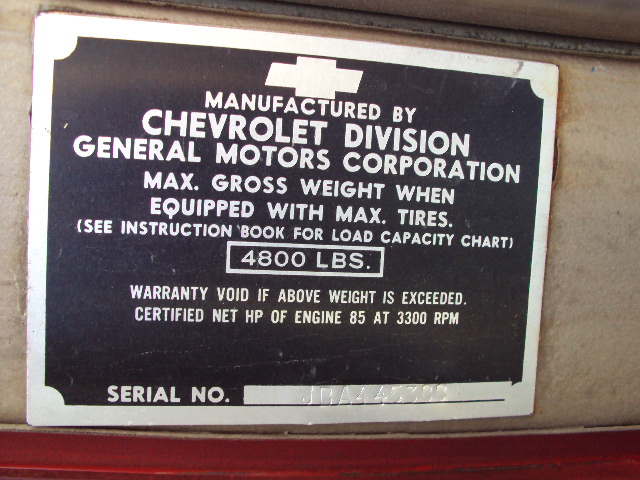 MANUFACTURED BY
CHEVROLET DIVISION
GENERAL MOTORS CORPORATION
MAX. GROSS WEIGHT WHEN
EQUIPPED WITH MAX. TIRES.
(SEE INSTRUCTION BOOK FOR LOAD CAPACITY CHART)
4800 LBS.
WARRANTY VOID IF ABOVE WEIGHT IS EXCEEDED.
CERTIFIED NET HP OF ENGINE 85 AT 3300 RPM
SERIAL NO.